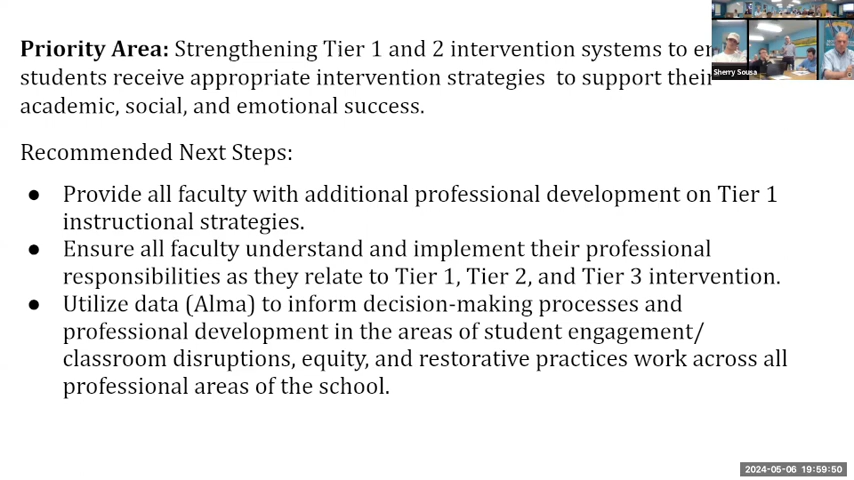 Priority Area: Strengthening Tier 1 and 2 intervention systems to
students receive appropriate intervention strategies  to support their
academic, social, and emotional success.
Recommended Next Steps:
● Provide all faculty with additional professional development on Tier 1
instructional strategies.
● Ensure all faculty understand and implement their professional
responsibilities as they relate to Tier 1, Tier 2, and Tier 3 intervention.
● Utilize data (Alma) to inform decision-making processes and
professional development in the areas of student engagement/
classroom disruptions, equity, and restorative practices work across all
professional areas of the school.
Sherry Sousa
2024-05-06 19:59:50